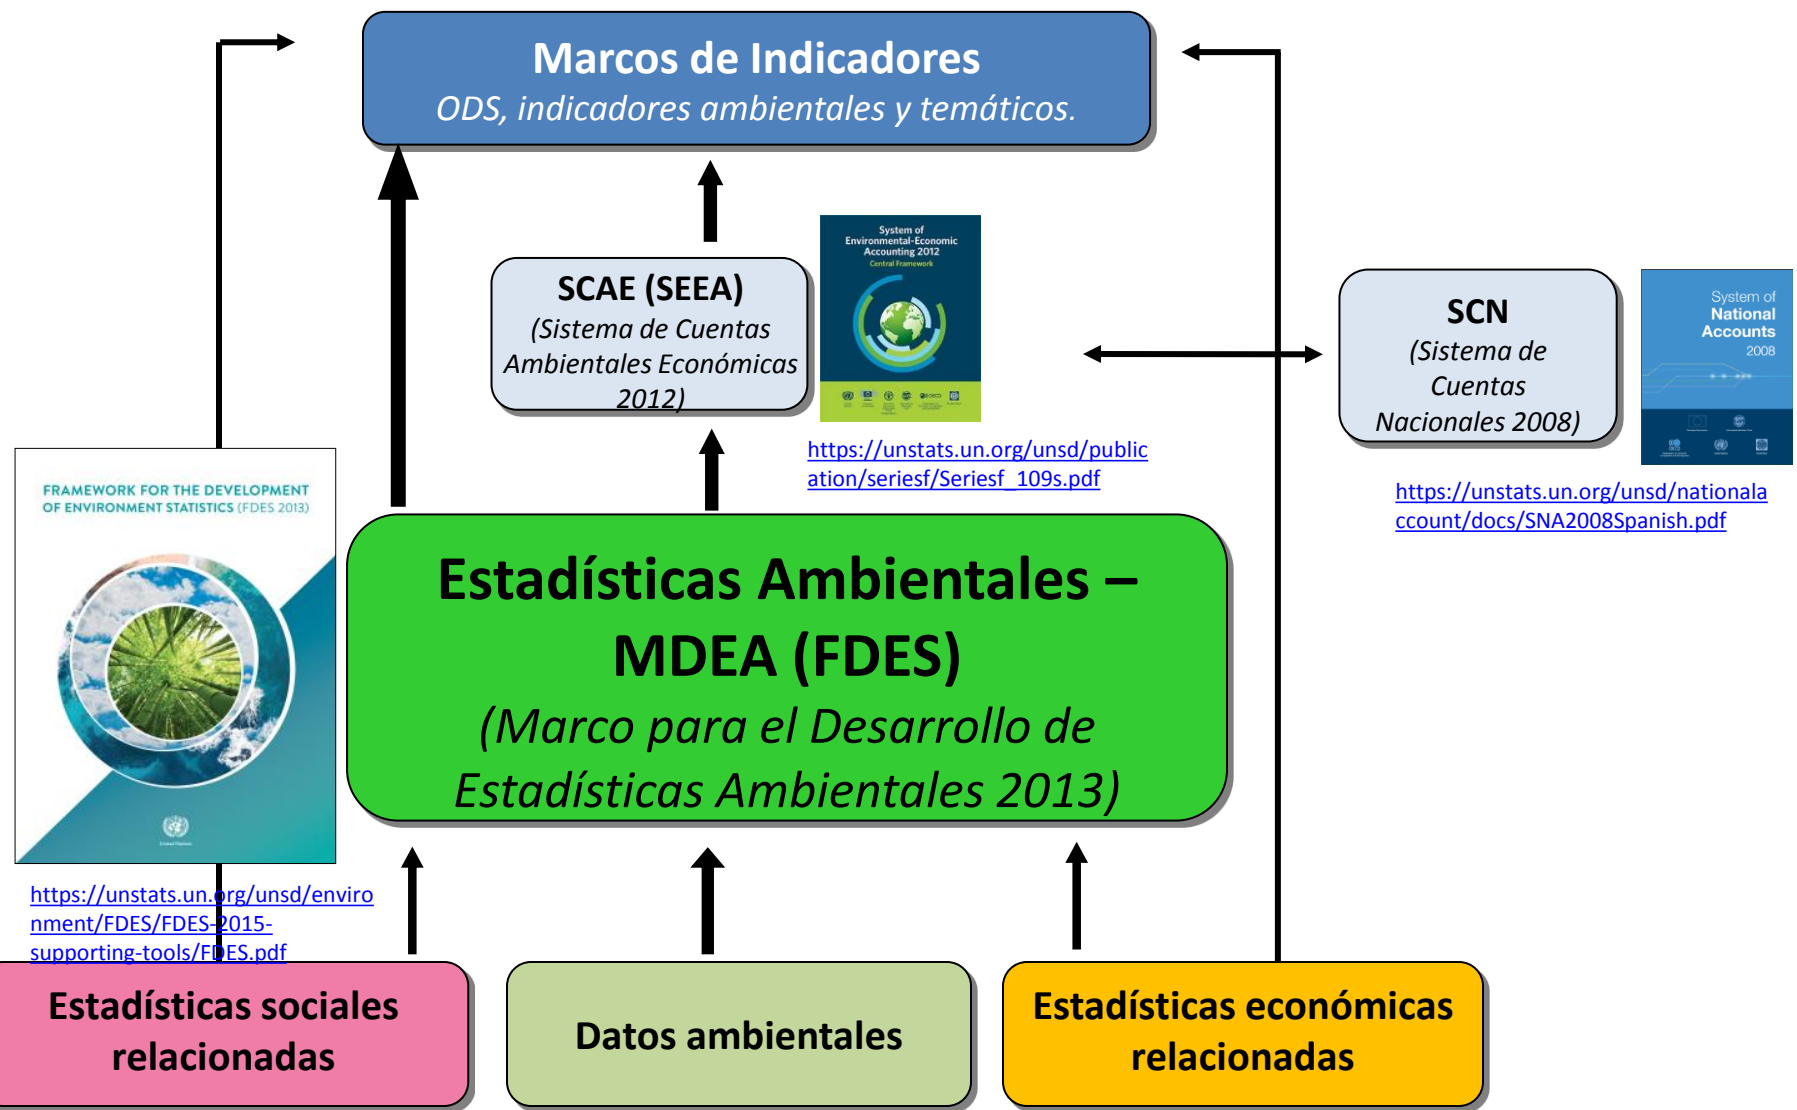 Marcos de Indicadores
ODS, indicadores ambientales y temáticos.
System of
Environmental-Economic
Accounting 2012
Central Framework
SCAE (SEEA)
(Sistema de Cuentas
Ambientales Económicas
2012)
https://unstats.un.org/unsd/public
ation/seriesf/Seriesf_109s.pdf
SCN
(Sistema de
Cuentas
Nacionales 2008)
System of
National
Accounts
2008
https://unstats.un.org/unsd/nationala
ccount/docs/SNA2008Spanish.pdf
FRAMEWORK FOR THE DEVELOPMENT
OF ENVIRONMENT STATISTICS (FDES 2013)
United Nations
https://unstats.un.org/unsd/enviro
nment/FDES/FDES-2015-
supporting-tools/FDES.pdf
Estadísticas Ambientales –
MDEA (FDES)
(Marco para el Desarrollo de
Estadísticas Ambientales 2013)
Estadísticas sociales
relacionadas
Datos ambientales
Estadísticas económicas
relacionadas